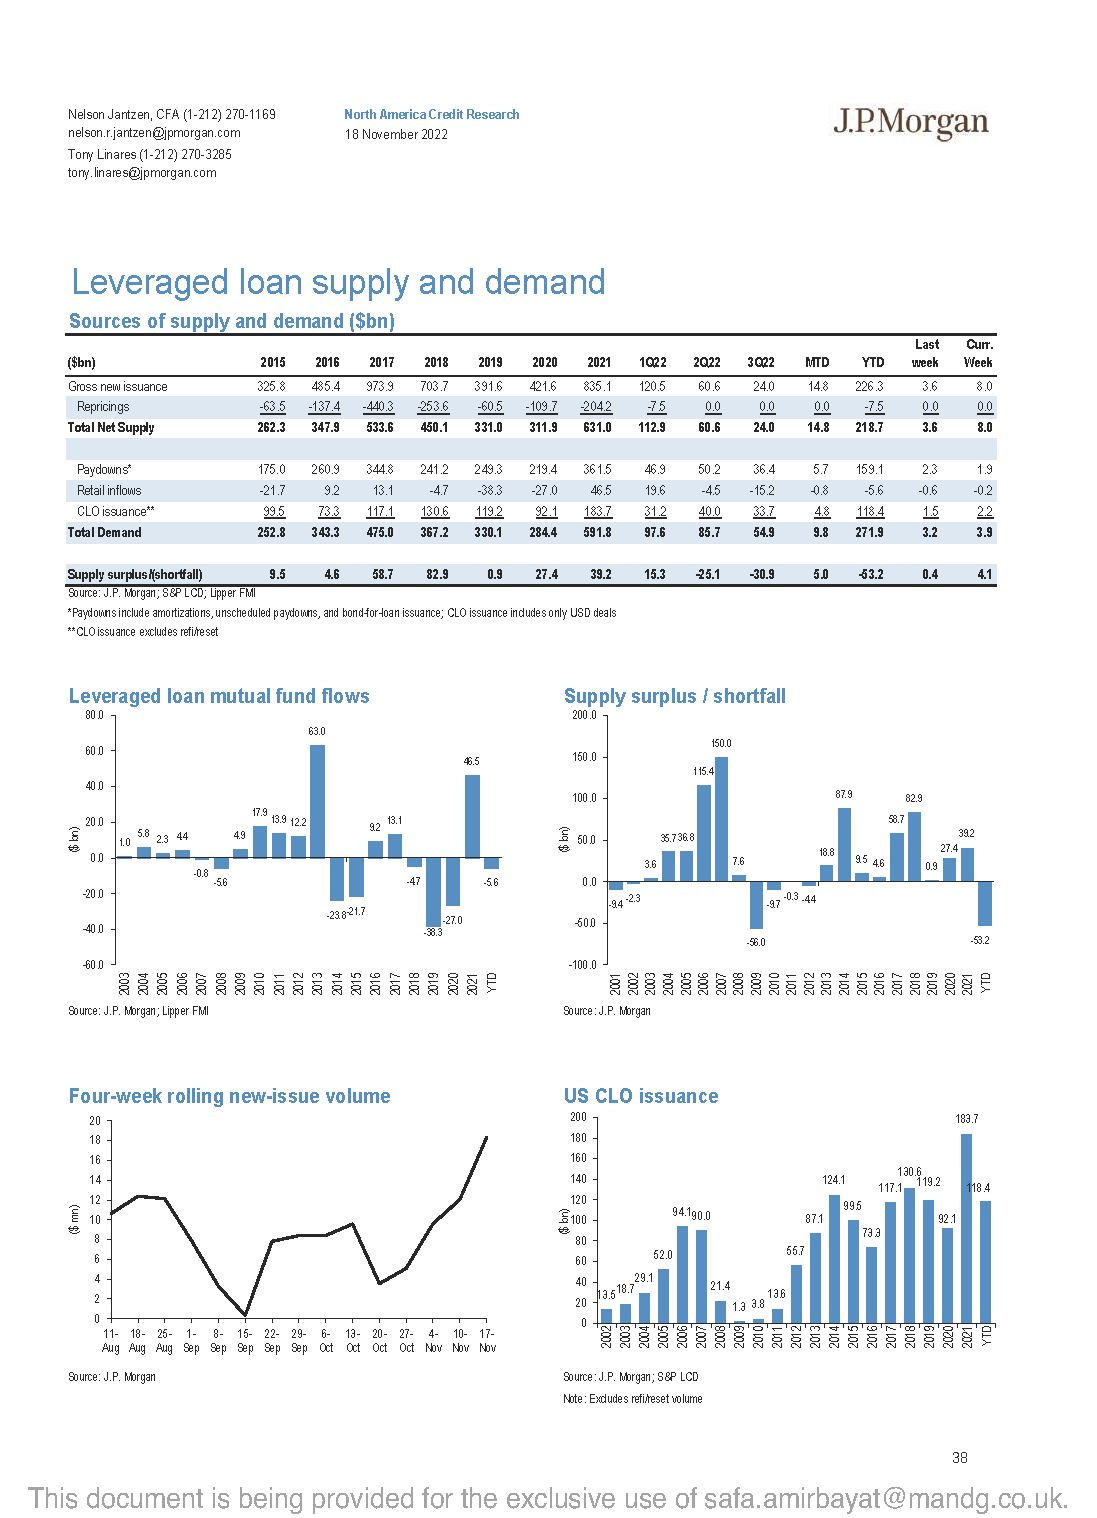 Nelson Jantzen, CFA (1-212) 270-1169
nelson.r.jantzen@jpmorgan.com
Tony Linares (1-212) 270-3285
tony.linares@jpmorgan.com
North America Credit Research
18 November 2022
J.P.Morgan
Leveraged loan supply and demand
Sources of supply and demand ($bn)
($bn) 2015 2016 2017 2018 2019 2020 2021 1Q22 2Q22 3Q22 MTD YTD Last week Curr. Week
Gross new issuance 325.8 485.4 973.9 703.7 391.6 421.6 835.1 120.5 60.6 24.0 14.8 226.3 3.6 8.0
Repricings -63.5 -137.4 -440.3 -253.6 -60.5 -109.7 -204.2 -7.5 0.0 0.0 0.0 -7.5 0.0 0.0
Total Net Supply 262.3 347.9 533.6 450.1 331.0 311.9 631.0 112.9 60.6 24.0 14.8 218.7 3.6 8.0
Paydowns* 175.0 260.9 344.8 241.2 249.3 219.4 361.5 46.9 50.2 36.4 5.7 159.1 2.3 1.9
Retail inflows -21.7 9.2 13.1 -4.7 -38.3 -27.0 46.5 19.6 -4.5 -15.2 -0.8 -5.6 -0.6 -0.2
CLO issuance** 99.5 73.3 117.1 130.6 119.2 92.1 183.7 31.2 40.0 33.7 4.8 118.4 1.5 2.2
Total Demand 252.8 343.3 475.0 367.2 330.1 284.4 591.8 97.6 85.7 54.9 9.8 271.9 3.2 3.9
Supply surplus/(shortfall) 9.5 4.6 58.7 82.9 0.9 27.4 39.2 15.3 -25.1 -30.9 5.0 -53.2 0.4 4.1
Source: J.P. Morgan; S&P LCD; Lipper FMI
*Paydowns include amortizations, unscheduled paydowns, and bond-for-loan issuance; CLO issuance includes only USD deals
**CLO issuance excludes refi/reset
Leveraged loan mutual fund flows
80.0
60.0
40.0
20.0
0.0
-20.0
-40.0
-60.0
($ bn)
1.0 5.8 2.3 4.4 -0.8 -5.6 4.9 17.9 13.9 12.2 63.0 -23.8 -21.7 9.2 13.1 -4.7 -38.3 -27.0 46.5 -5.6
2003 2004 2005 2006 2007 2008 2009 2010 2011 2012 2013 2014 2015 2016 2017 2018 2019 2020 2021 YTD
Source: J.P. Morgan; Lipper FMI
Supply surplus / shortfall
200.0
150.0
100.0
50.0
0.0
-50.0
-100.0
($ bn)
-9.4 -2.3 3.6 35.7 36.8 115.4 150.0 7.6 -56.0 -9.7 -0.3 -4.4 18.8 87.9 9.5 4.6 58.7 82.9 0.9 27.4 39.2 -53.2
2001 2002 2003 2004 2005 2006 2007 2008 2009 2010 2011 2012 2013 2014 2015 2016 2017 2018 2019 2020 2021 YTD
Source: J.P. Morgan
Four-week rolling new-issue volume
20
18
16
14
12
10
8
6
4
2
0
($ mn)
11- 18- 25- 1- 8- 15- 22- 29- 6- 13- 20- 27- 4- 10- 17-
Aug Aug Aug Sep Sep Sep Sep Sep Oct Oct Oct Oct Nov Nov Nov
Source: J.P. Morgan
US CLO issuance
200
180
160
140
120
100
80
60
40
20
0
($ bn)
13.5 18.7 29.1 52.0 94.1 90.0 21.4 1.3 3.8 13.6 55.7 87.1 124.1 99.5 73.3 117.1 130.6 119.2 92.1 183.7 118.4
2002 2003 2004 2005 2006 2007 2008 2009 2010 2011 2012 2013 2014 2015 2016 2017 2018 2019 2020 2021 YTD
Source: J.P. Morgan; S&P LCD
Note: Excludes refi/reset volume
38
This document is being provided for the exclusive use of safa.amirbayat@mandg.co.uk.